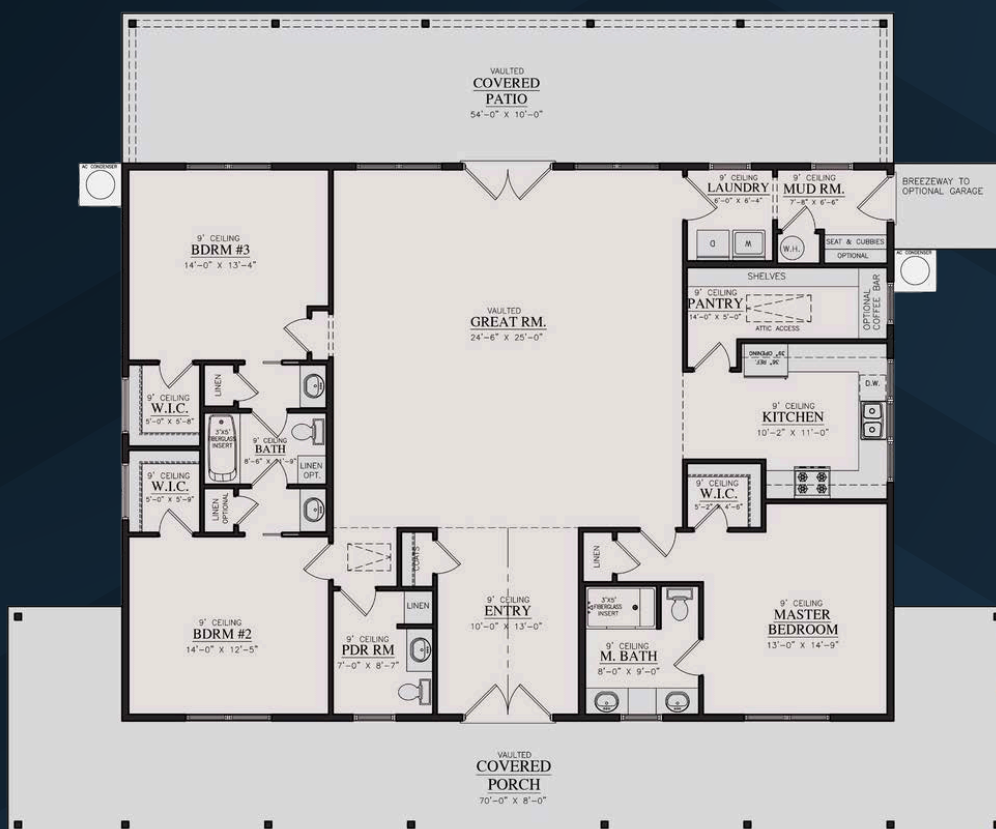 VAULTED
COVERED
PATIO
54'-0" X 10'-0"
AC CONDENSER
9' CEILING
BDRM #3
14'-0" X 13'-4"
VAULTED
GREAT RM.
24'-6" X 25'-0"
9' CEILING
LAUNDRY
6'-0" X 6'-4"
D
W
9' CEILING
MUD RM.
7'-8" X 6'-6"
W.H.
SEAT & CUBBIES
OPTIONAL
BREEZEWAY TO
OPTIONAL GARAGE
AC CONDENSER
SHELVES
9' CEILING
PANTRY
14'-0" X 5'-0"
ATTIC ACCESS
OPTIONAL
COFFEE BAR
36" REF.
39" OPENING
D.W.
9' CEILING
KITCHEN
10'-2" X 11'-0"
9' CEILING
W.I.C.
5'-0" X 5'-8"
LINEN
3'X5'
FIBERGLASS
INSERT
9' CEILING
BATH
LINEN
OPT.
9' CEILING
W.I.C.
5'-0" X 5'-9"
LINEN
OPTIONAL
9' CEILING
W.I.C.
5'-2" X 4'-6"
9' CEILING
BDRM #2
14'-0" X 12'-5"
COATS
LINEN
9' CEILING
PDR RM
7'-0" X 8'-7"
9' CEILING
ENTRY
10'-0" X 13'-0"
LINEN
3'X5'
FIBERGLASS
INSERT
9' CEILING
M. BATH
8'-0" X 9'-0"
9' CEILING
MASTER
BEDROOM
13'-0" X 14'-9"
VAULTED
COVERED
PORCH
70'-0" X 8'-0"